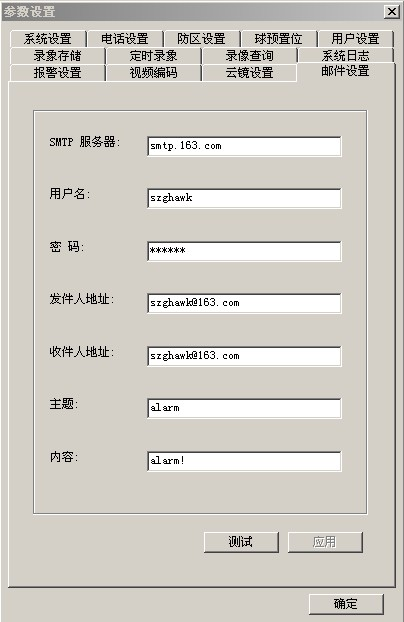 参数设置
系统设置 电话设置 防区设置 球预置位 用户设置
录象存储 定时录象 录像查询 系统日志
报警设置 视频编码 云镜设置 邮件设置
SMTP 服务器: smtp.163.com
用户名: szghawk
密 码: ******
发件人地址: szghawk@163.com
收件人地址: szghawk@163.com
主题: alarm
内容: alarm!
测试 应用
确定